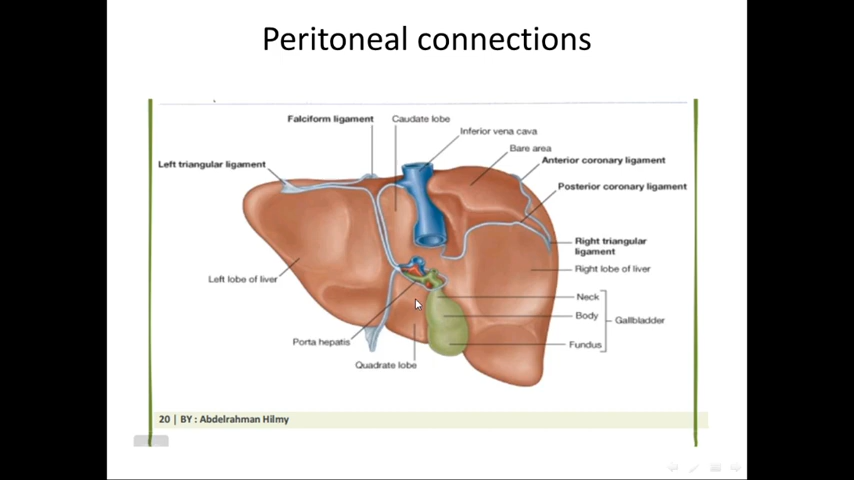 Peritoneal connections
Falciform ligament
Caudate lobe
Inferior vena cava
Bare area
Left triangular ligament
Anterior coronary ligament
Posterior coronary ligament
Right triangular
ligament
Right lobe of liver
Left lobe of liver
Neck
Body
Gallbladder
Porta hepatis
Fundus
Quadrate lobe
20 | BY : Abdelrahman Hilmy